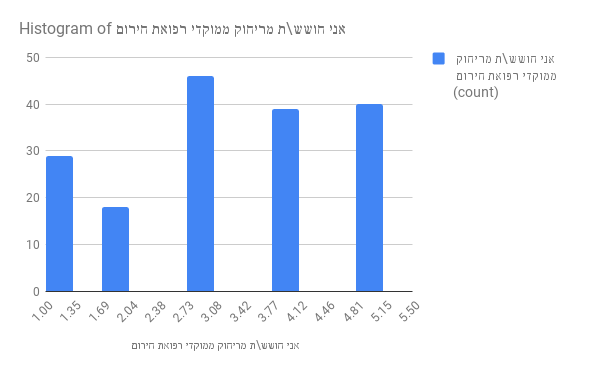 Histogram of אני חושש\ת מריחוק ממוקדי רפואת חירום
אני חושש\ת מריחוק
ממוקדי רפואת חירום
(count)
50
40
30
20
10
0
1.00 1.35 1.69 2.04 2.38 2.73 3.08 3.42 3.77 4.12 4.46 4.81 5.15 5.50
אני חוששת\ת מריחוק ממוקדי רפואת חירום